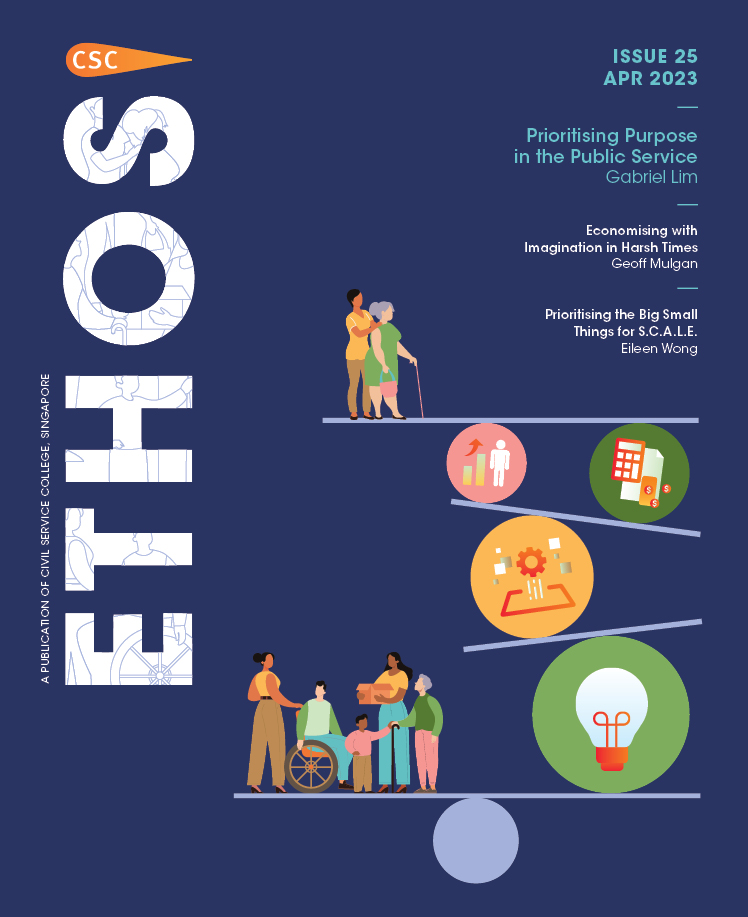 CSC
ETHOS
A PUBLICATION OF CIVIL SERVICE COLLEGE, SINGAPORE
ISSUE 25
APR 2023
Prioritising Purpose
in the Public Service
Gabriel Lim
Economising with
Imagination in Harsh Times
Geoff Mulgan
Prioritising the Big Small
Things for S.C.A.L.E.
Eileen Wong
$
$
$